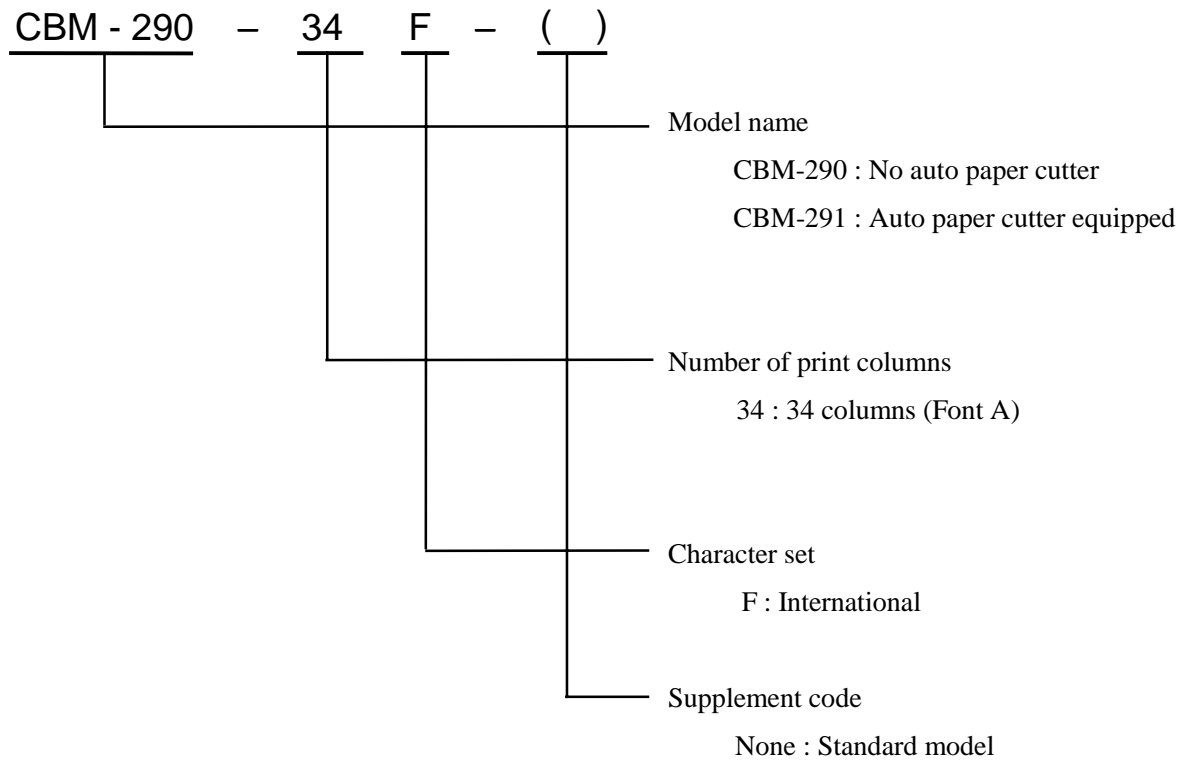 CBM - 290 – 34 F – ( )
Model name
CBM-290 : No auto paper cutter
CBM-291 : Auto paper cutter equipped
Number of print columns
34 : 34 columns (Font A)
Character set
F : International
Supplement code
None : Standard model